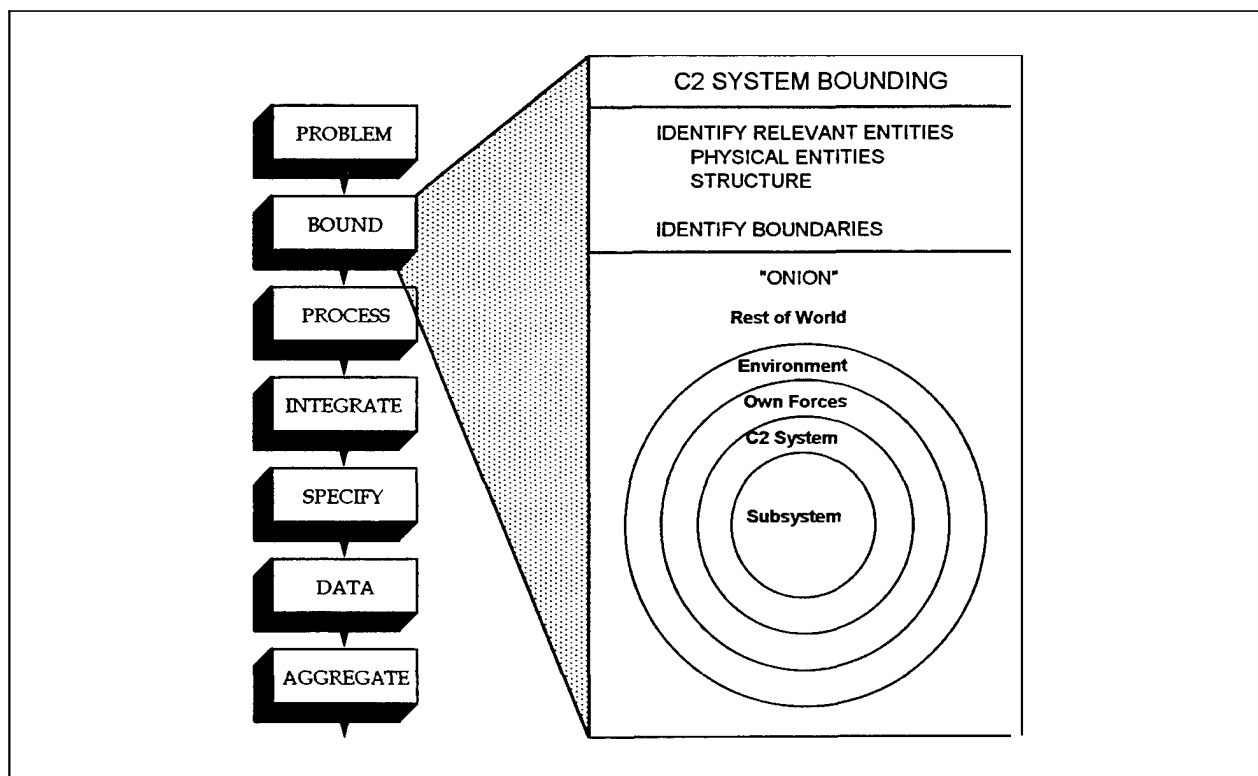 PROBLEM
BOUND
PROCESS
INTEGRATE
SPECIFY
DATA
AGGREGATE
C2 SYSTEM BOUNDING
IDENTIFY RELEVANT ENTITIES
PHYSICAL ENTITIES
STRUCTURE
IDENTIFY BOUNDARIES
"ONION"
Rest of World
Environment
Own Forces
C2 System
Subsystem